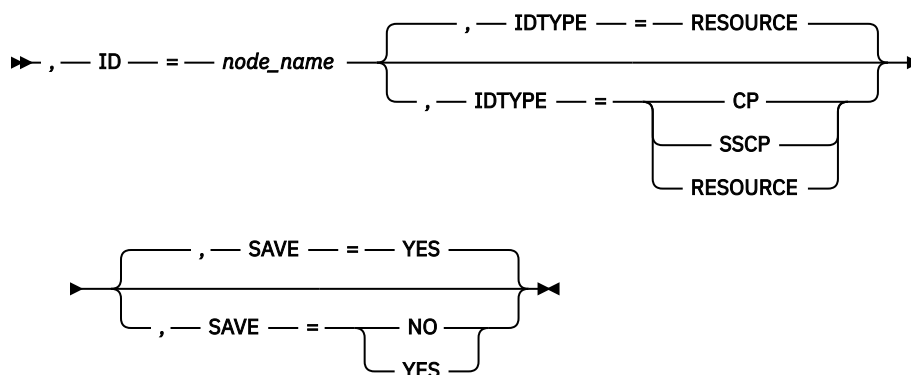 , IDTYPE = RESOURCE
, ID = node_name
, IDTYPE = CP
SSCP
RESOURCE
, SAVE = YES
, SAVE = NO
YES